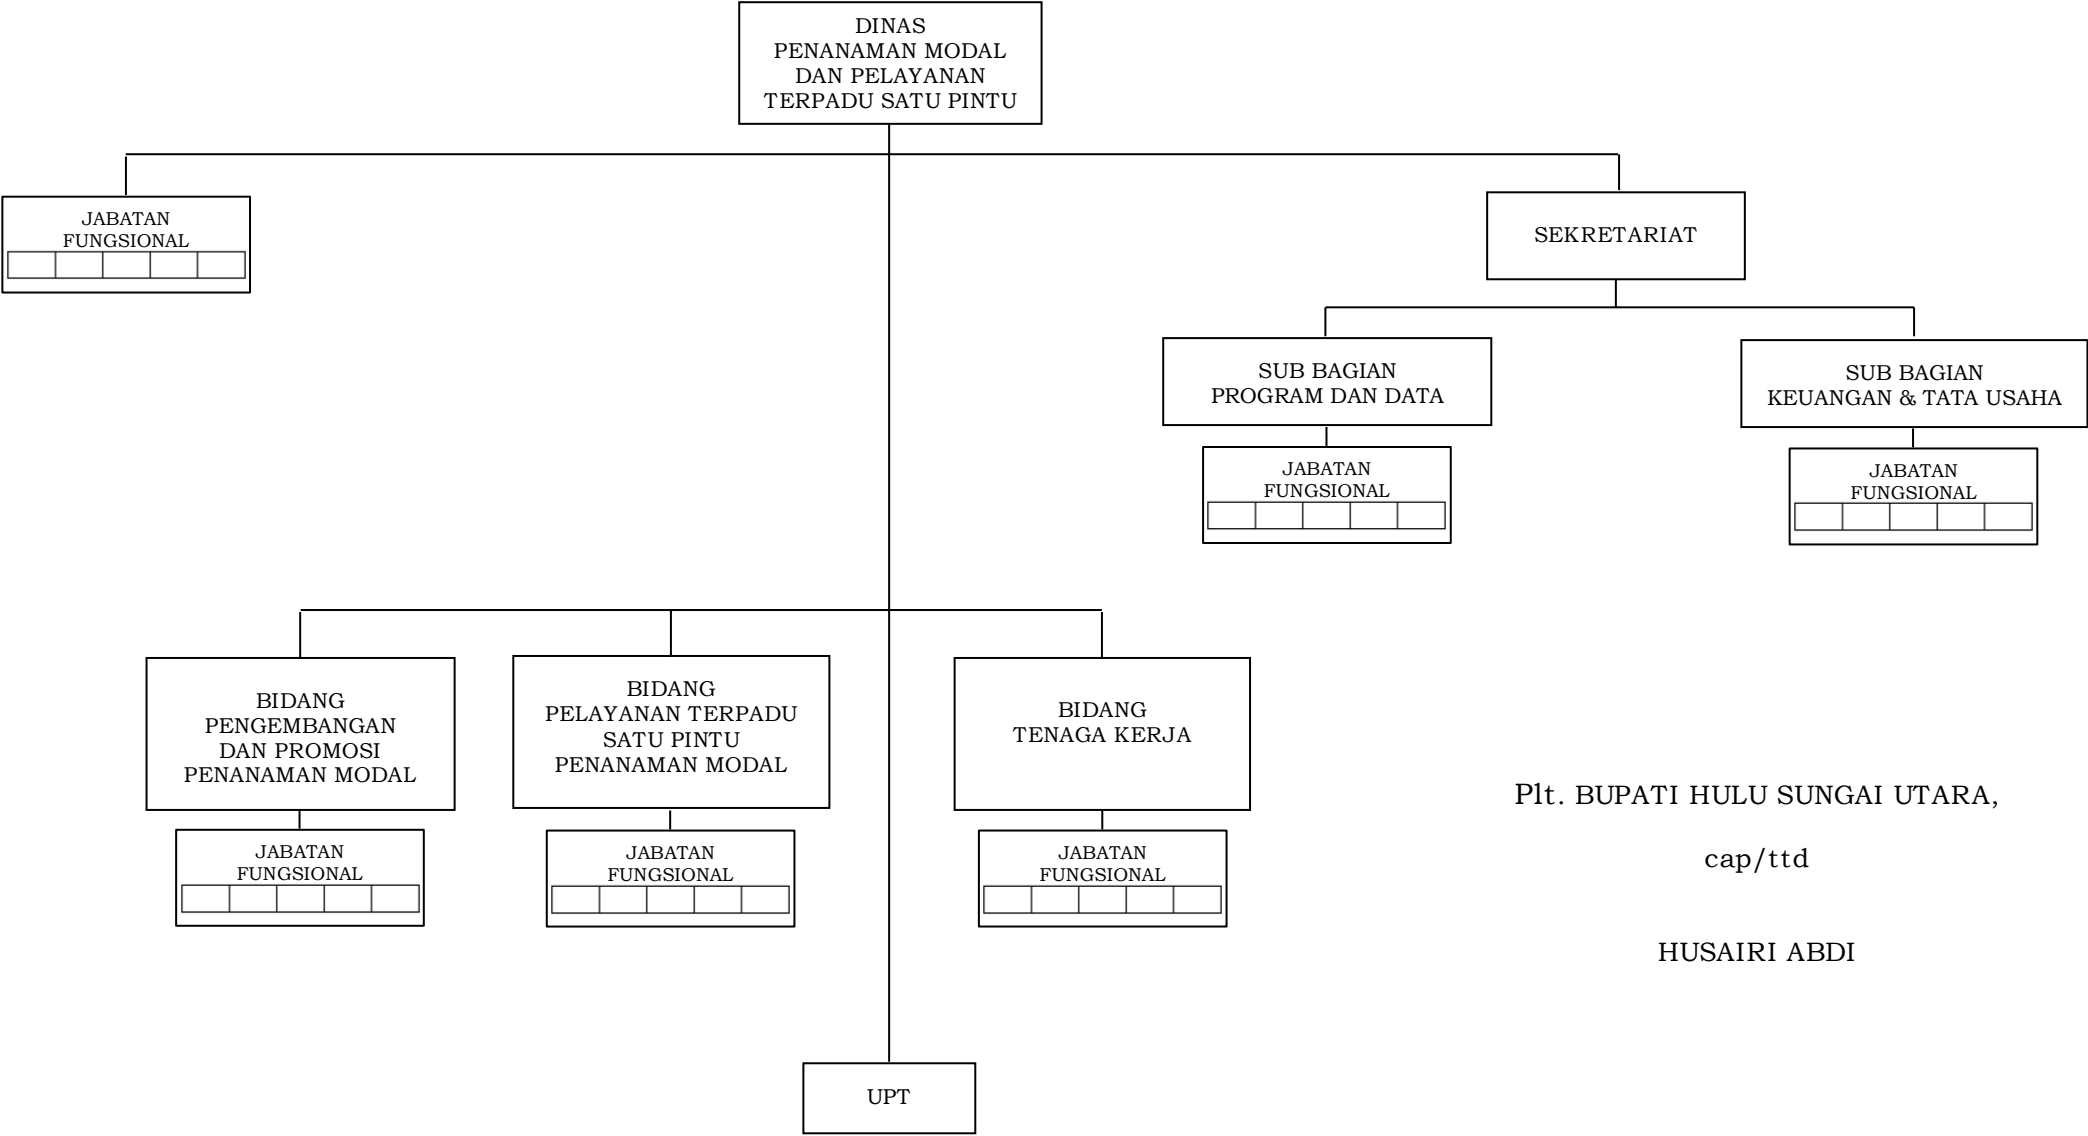 DINAS
PENANAMAN MODAL
DAN PELAYANAN
TERPADU SATU PINTU
JABATAN
FUNGSIONAL
SEKRETARIAT
SUB BAGIAN
PROGRAM DAN DATA
SUB BAGIAN
KEUANGAN & TATA USAHA
JABATAN
FUNGSIONAL
JABATAN
FUNGSIONAL
BIDANG
PENGEMBANGAN
DAN PROMOSI
PENANAMAN MODAL
BIDANG
PELAYANAN TERPADU
SATU PINTU
PENANAMAN MODAL
BIDANG
TENAGA KERJA
JABATAN
FUNGSIONAL
JABATAN
FUNGSIONAL
JABATAN
FUNGSIONAL
Plt. BUPATI HULU SUNGAI UTARA,
cap/ttd
HUSAIRI ABDI
UPT